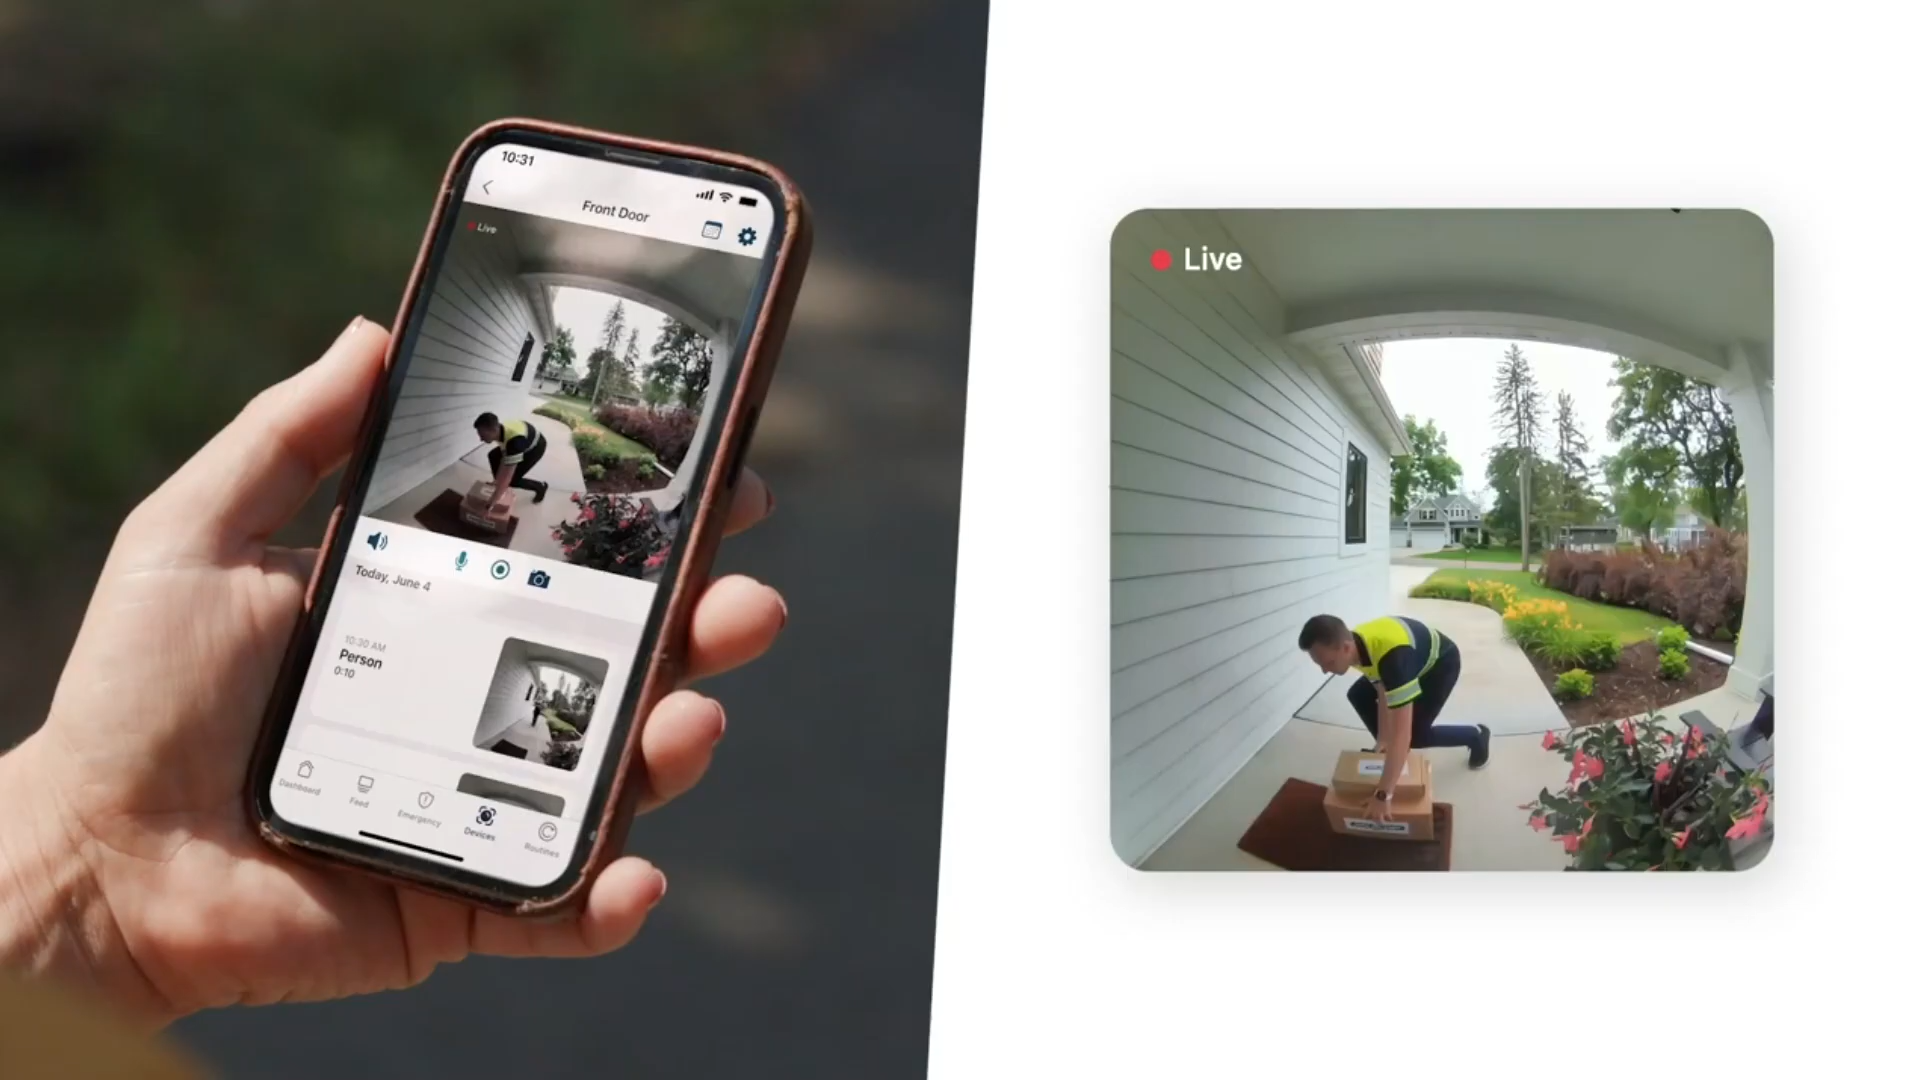 10:31
Front Door
Live
Today, June 4
10:30 AM
Person
0:10
Dashboard
Feed
Emergency
Devices
Routines
Live